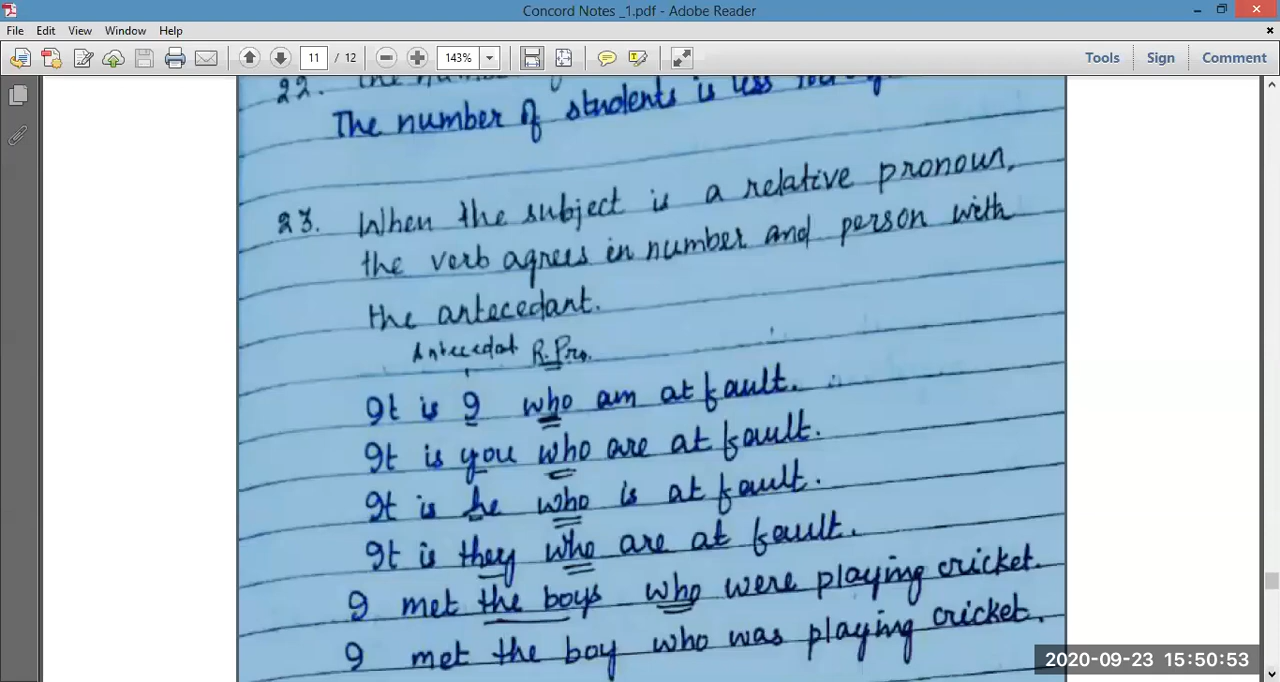 Concord Notes _1.pdf - Adobe Reader
File Edit View Window Help
11 / 12 143% Tools Sign Comment
22. The
The number of students is less
23. When the subject is a relative pronoun,
the verb agrees in number and person with
the antecedant.
Antecedat R.Pro.
It is I who am at fault.
It is you who are at fault.
It is he who is at fault.
It is they who are at fault.
I met the boys who were playing cricket.
I met the boy who was playing cricket.
2020-09-23 15:50:53